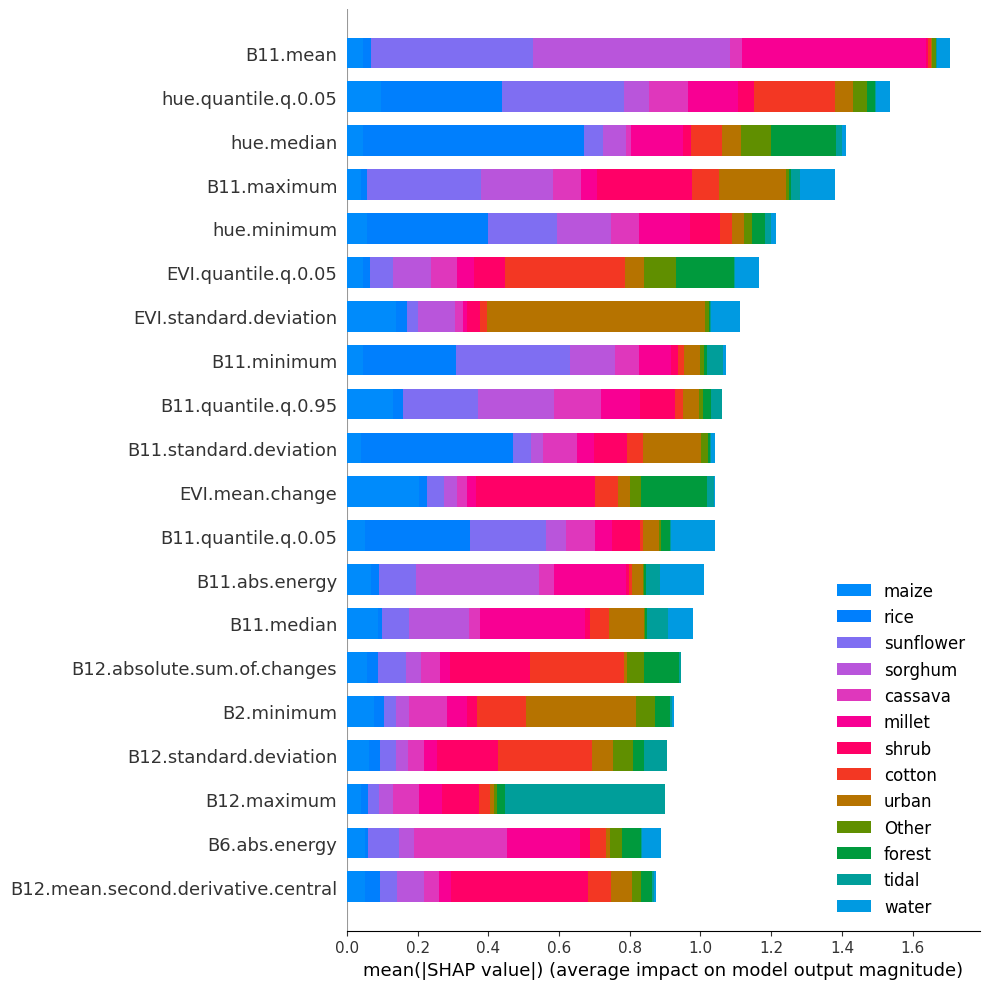 B11.mean
hue.quantile.q.0.05
hue.median
B11.maximum
hue.minimum
EVI.quantile.q.0.05
EVI.standard.deviation
B11.minimum
B11.quantile.q.0.95
B11.standard.deviation
EVI.mean.change
B11.quantile.q.0.05
B11.abs.energy
B11.median
B12.absolute.sum.of.changes
B2.minimum
B12.standard.deviation
B12.maximum
B6.abs.energy
B12.mean.second.derivative.central
maize
rice
sunflower
sorghum
cassava
millet
shrub
cotton
urban
Other
forest
tidal
water
0.0 0.2 0.4 0.6 0.8 1.0 1.2 1.4 1.6
mean(|SHAP value|) (average impact on model output magnitude)